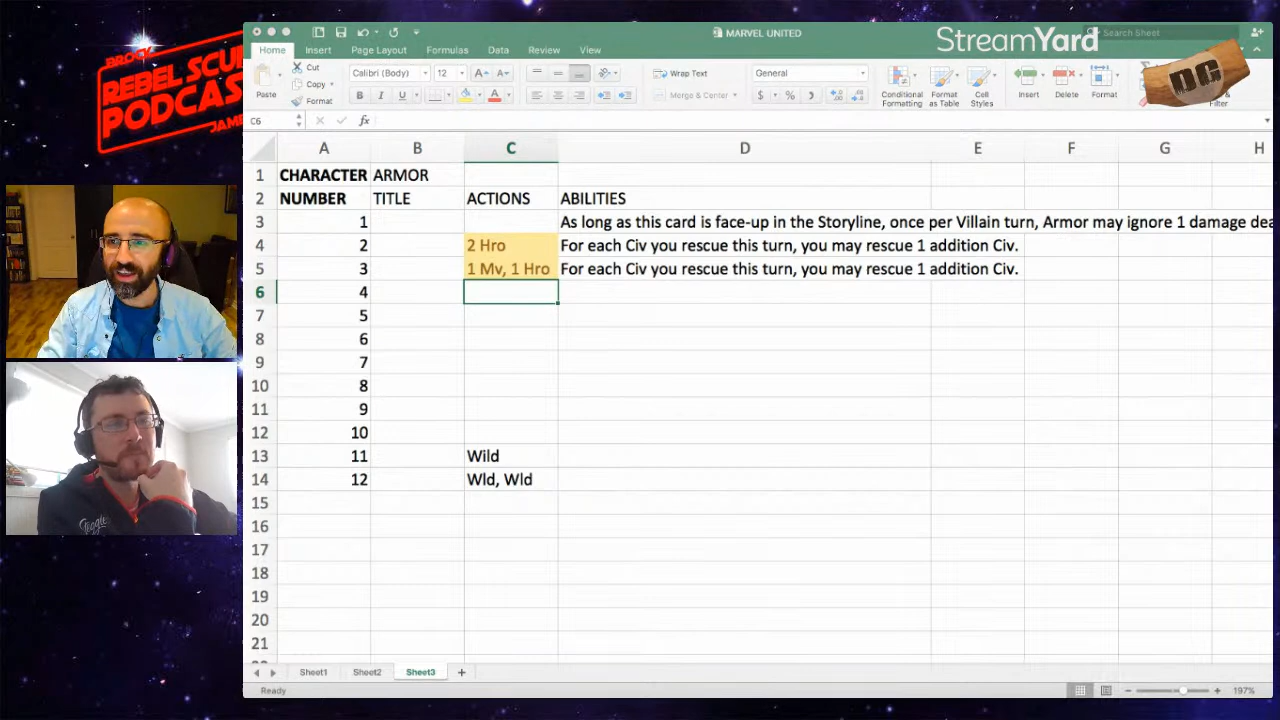 BROCK
REBEL SCUM
PODCAS
JAME
MARVEL UNITED
StreamYard
Search Sheet
DG
Home Insert Page Layout Formulas Data Review View
Paste
Cut
Copy
Format
Calibri (Body) 12
Wrap Text
Merge & Center
General
Conditional
Formatting
Format
as Table
Cell
Styles
Insert
Delete
Format
Filter
C6 fx
A B C D E F G H
1 CHARACTER ARMOR
2 NUMBER TITLE ACTIONS ABILITIES
3 1 As long as this card is face-up in the Storyline, once per Villain turn, Armor may ignore 1 damage dea
4 2 2 Hro For each Civ you rescue this turn, you may rescue 1 addition Civ.
5 3 1 Mv, 1 Hro For each Civ you rescue this turn, you may rescue 1 addition Civ.
6 4
7 5
8 6
9 7
10 8
11 9
12 10
13 11 Wild
14 12 Wld, Wld
15
16
17
18
19
20
21
Sheet1 Sheet2 Sheet3
Ready
197%